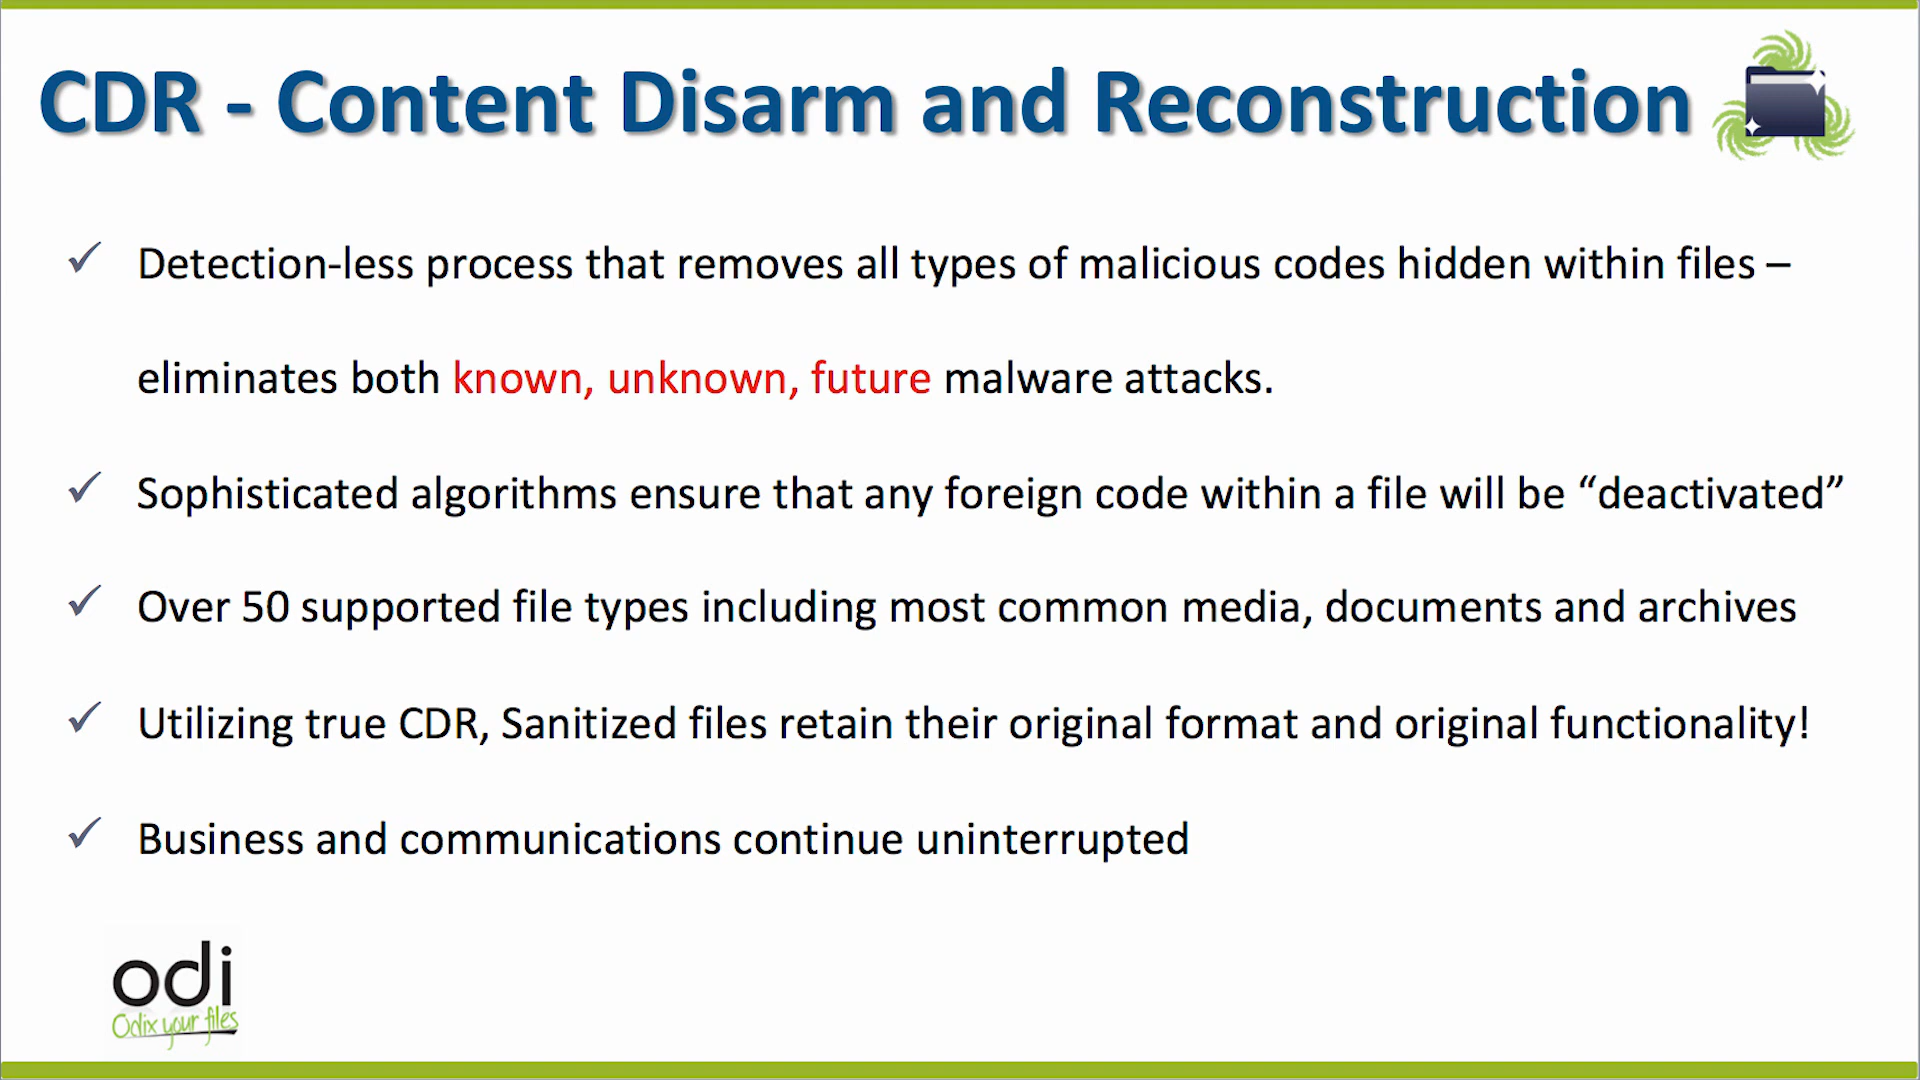 CDR - Content Disarm and Reconstruction
✓ Detection-less process that removes all types of malicious codes hidden within files –
eliminates both known, unknown, future malware attacks.
✓ Sophisticated algorithms ensure that any foreign code within a file will be “deactivated”
✓ Over 50 supported file types including most common media, documents and archives
✓ Utilizing true CDR, Sanitized files retain their original format and original functionality!
✓ Business and communications continue uninterrupted
odi
Odix your files